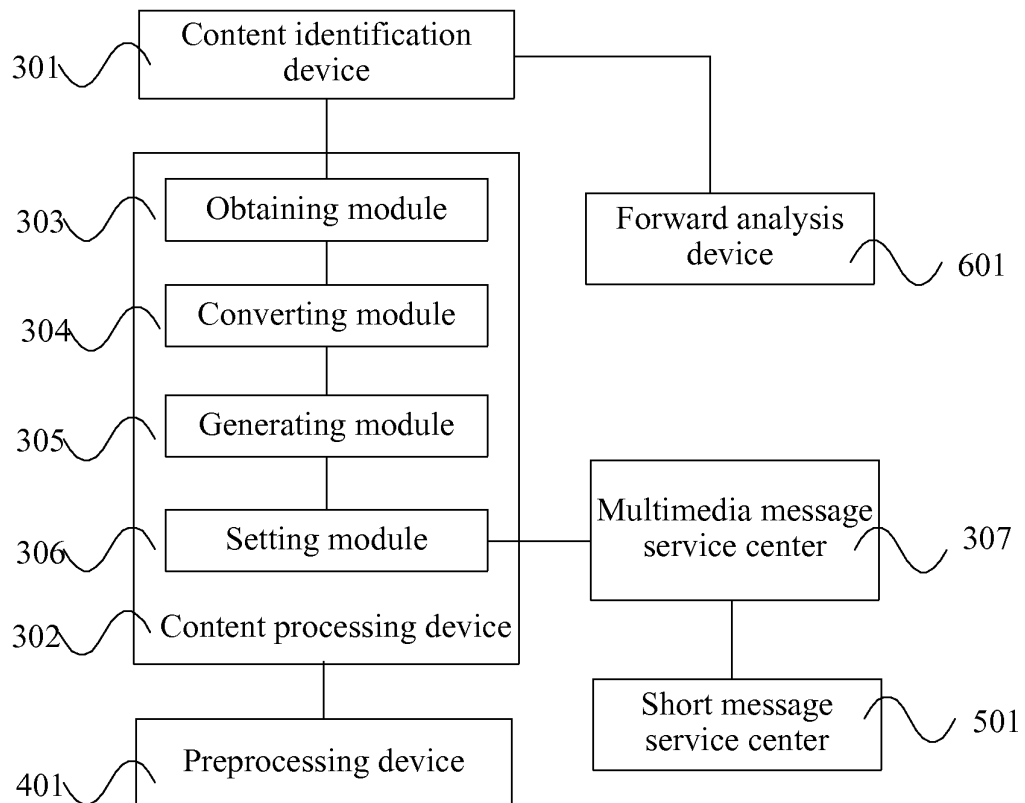 Content identification
device
301
303
Obtaining module
Forward analysis
device
601
304
Converting module
305
Generating module
306
Setting module
Multimedia message
service center
307
302
Content processing device
Short message
service center
501
401
Preprocessing device